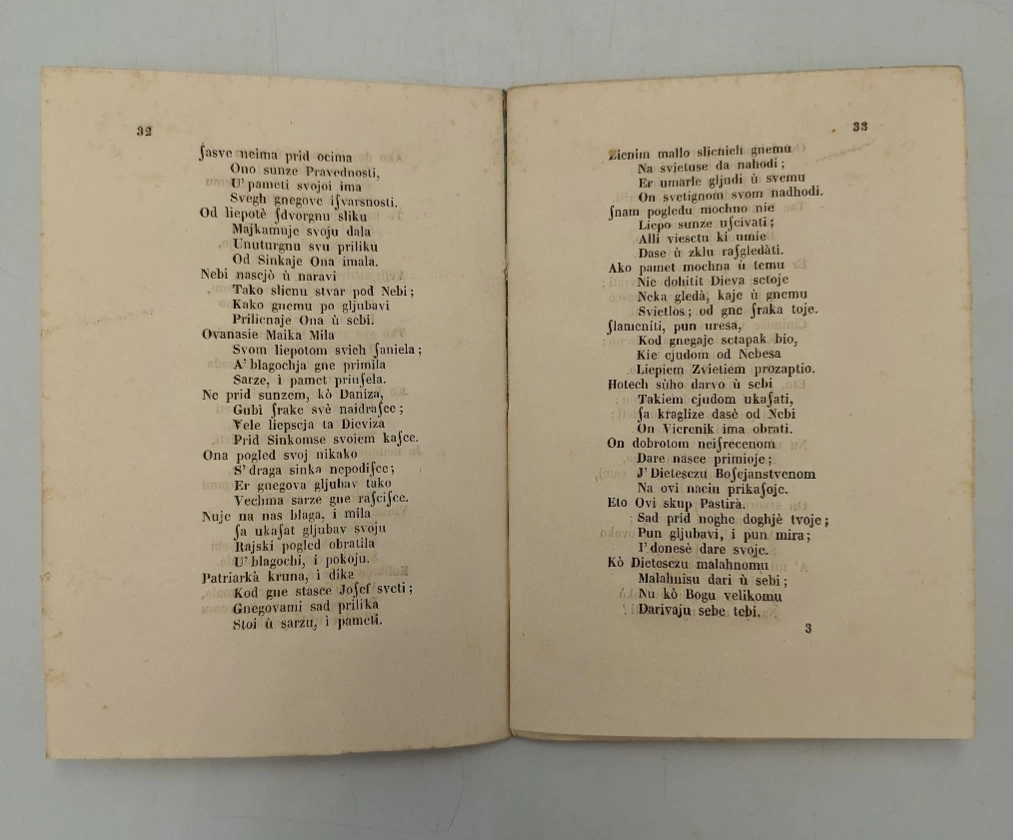 32
ſasve neima prid ocima
Ono sunze Pravednosti,
U' pameti svojoi ima
Svegh gnegove iſvarsnosti.
Od liepotè ſdvorgnu sliku
Majkamuje svoju dala
Unuturgnu svu priliku
Od Sinkaje Ona imala.
Nebi nascjò ù naravi
Tako slicnu stvar pod Nebi;
Kako gnemu po gljubavi
Prilicnaje Ona ù sebi.
Ovanasie Maika Mila
Svom liepotom svich ſaniela;
A' blagochja gne primila
Sarze, ì pamet prinſela.
Ne prid sunzem, kò Daniza,
Gubi ſrake svè naidraſce;
Vele liepscja ta Dieviza
Prid Sinkomse svoiem kaſce.
Ona pogled svoj nikako
S' draga sinka nepodiſce;
Er gnegova gljubav tako
Vechma sarze gne raſciſce.
Nuje na nas blaga, i mila
ſa ukaſat gljubav svoju
Rajski pogled obratila
U' blagochi, i pokoju.
Patriarkà kruna, ì dika
Kod gne stasce Joſef sveti;
Gnegovami sad prilika
Stoi ù sarzu, ì pameti.
33
Zicnim mallo slicnieh gnemu
Na svietuse da nahodi;
Er umarle gljudi ù svemu
On svetignom svom nadhodi.
ſnam pogledu mochno nie
Liepo sunze uſcivati;
Alli viesctu kí umie
Dase ù zklu raſgledàti.
Ako pamet mochna ù temu
Nie dohitit Dieva sctoje
Neka gledà, kaje ù gnemu
Svietlos; od gne ſraka toje.
ſlameniti, pun uresa,
Kod gnegaje sctapak bio,
Kie cjudom od Nebesa
Liepiem Zvietiem prozaptio.
Hotech sùho darvo ù sebi
Takiem cjudom ukaſati,
ſa kraglize dasè od Nebi
On Vierenik ima obrati.
On dobrotom neiſrecenom
Dare nasce primioje;
J' Dietesczu Boſcjanstvenom
Na ovi nacin prikaſoje.
Eto Ovi skup Pastirà.
Sad prid noghe doghjè tvoje;
Pun gljubavi, i pun mira;
I' donesè dare svoje.
Kò Dietesczu malahnomu
Malahnisu dari ù sebi;
Nu kò Bogu velikomu
Darivaju sebe tebi.
3